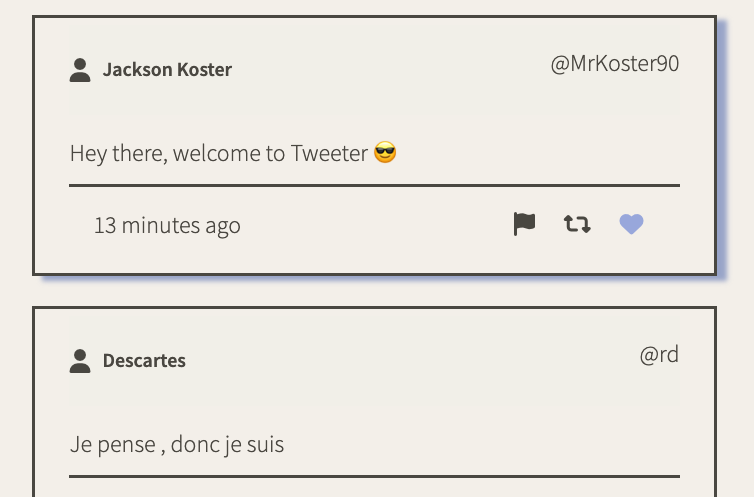 Jackson Koster @MrKoster90
Hey there, welcome to Tweeter 😎
13 minutes ago
Descartes @rd
Je pense , donc je suis